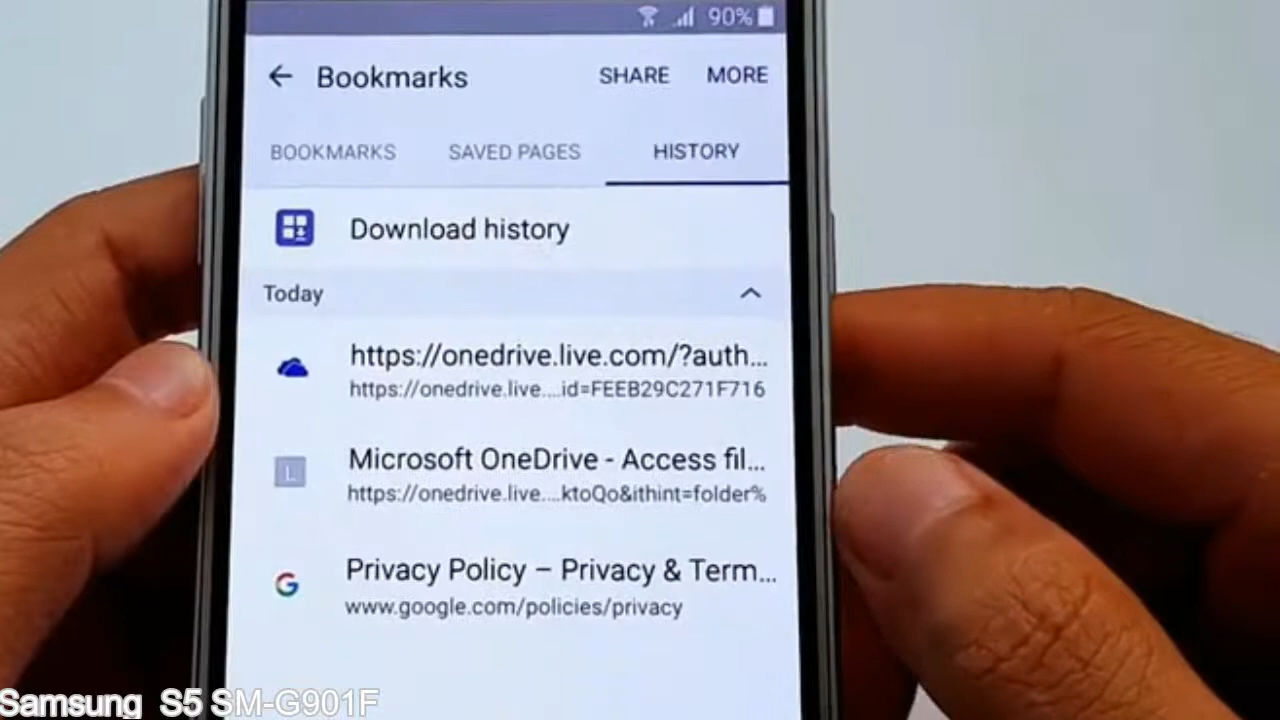 90%
Bookmarks SHARE MORE
BOOKMARKS SAVED PAGES HISTORY
Download history
Today
https://onedrive.live.com/?auth...
https://onedrive.live....id=FEEB29C271F716
L
Microsoft OneDrive - Access fil...
https://onedrive.live....ktoQo&ithint=folder%
G
Privacy Policy – Privacy & Term...
www.google.com/policies/privacy
Samsung S5 SM-G901F